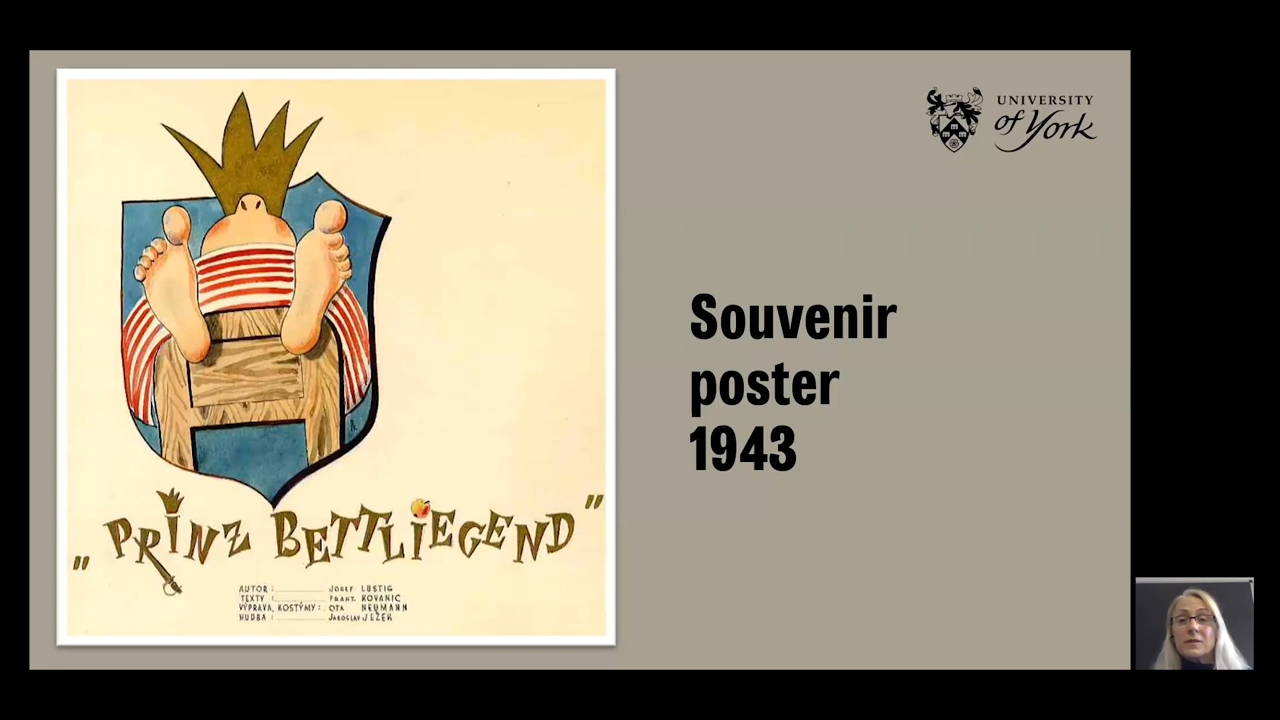 UNIVERSITY
of York
Souvenir
poster
1943
„PRINZ BETTLIEGEND”
AUTOR : JOSEF LUSTIG
TEXTY : FRANT. KOVANIC
VÝPRAVA, KOSTÝMY : OTA NEUMANN
HUDBA : JAROSLAV JEŽEK